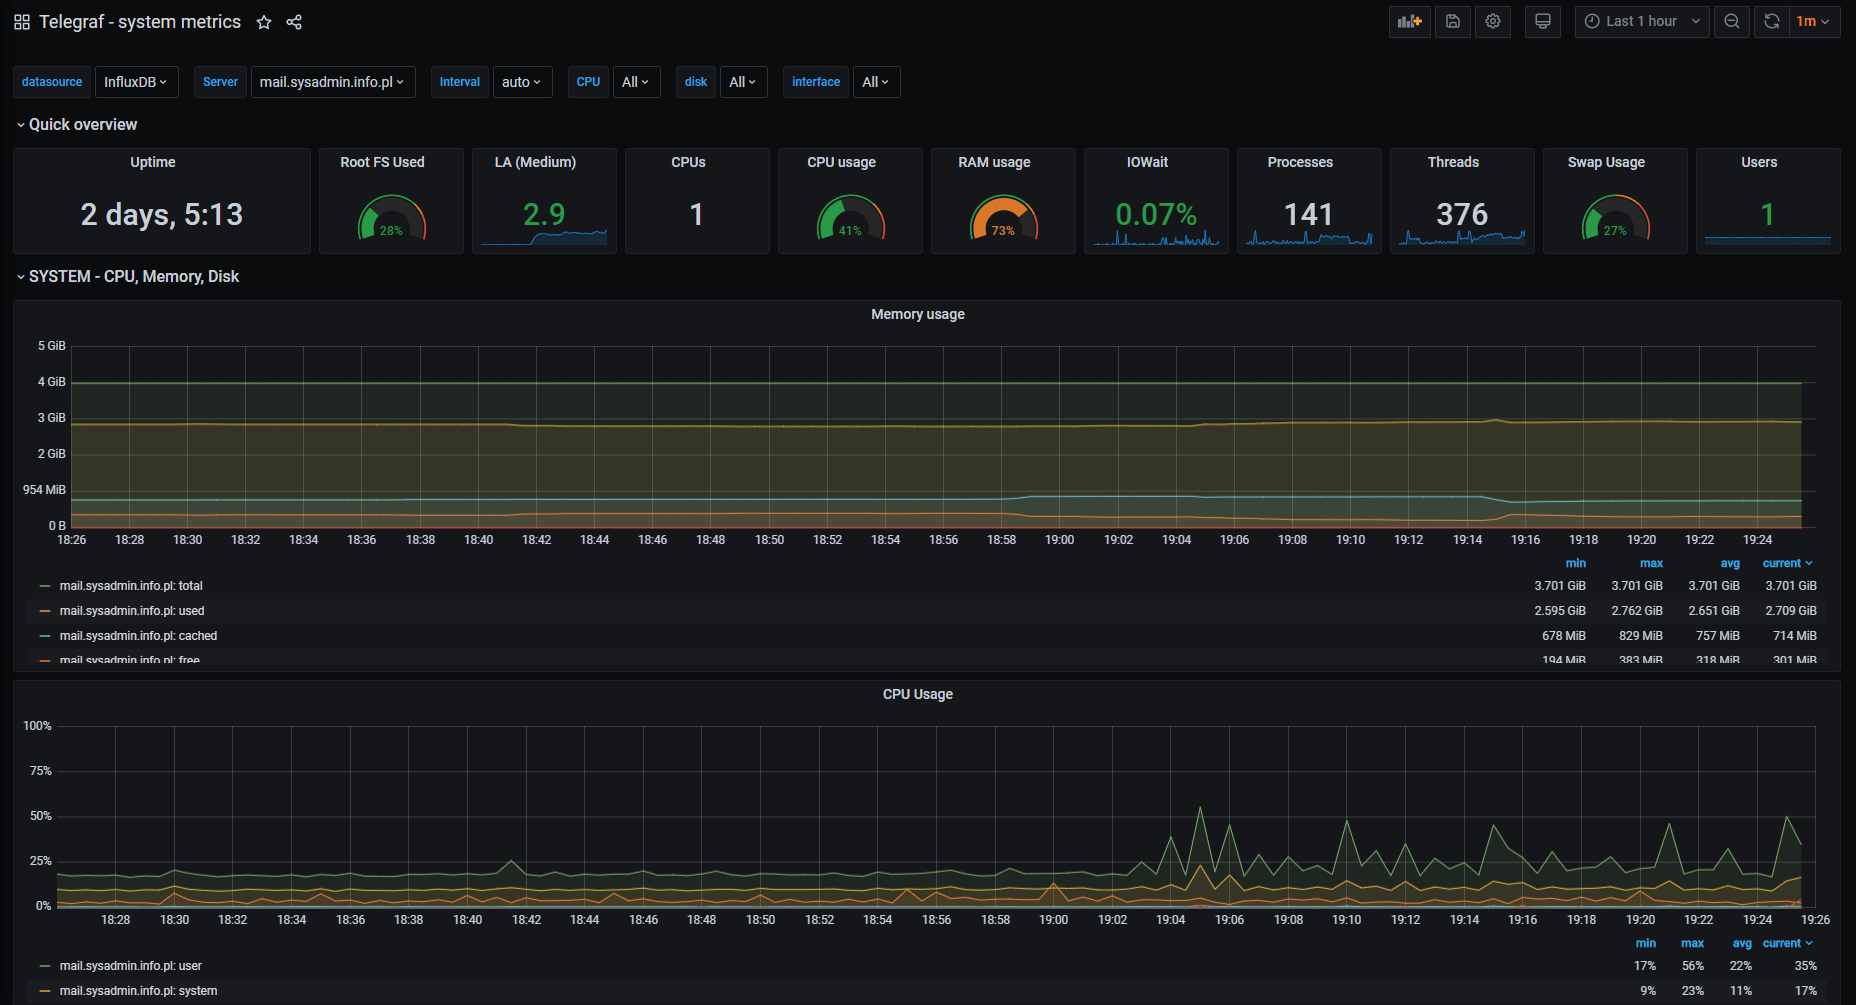 Telegraf - system metrics
Last 1 hour 1m
datasource InfluxDB Server mail.sysadmin.info.pl Interval auto CPU All disk All interface All
Quick overview
Uptime Root FS Used LA (Medium) CPUs CPU usage RAM usage IOWait Processes Threads Swap Usage Users
2 days, 5:13 28% 2.9 1 41% 73% 0.07% 141 376 27% 1
SYSTEM - CPU, Memory, Disk
Memory usage
5 GiB
4 GiB
3 GiB
2 GiB
954 MiB
0 B
18:26 18:28 18:30 18:32 18:34 18:36 18:38 18:40 18:42 18:44 18:46 18:48 18:50 18:52 18:54 18:56 18:58 19:00 19:02 19:04 19:06 19:08 19:10 19:12 19:14 19:16 19:18 19:20 19:22 19:24
min max avg current
mail.sysadmin.info.pl: total 3.701 GiB 3.701 GiB 3.701 GiB 3.701 GiB
mail.sysadmin.info.pl: used 2.595 GiB 2.762 GiB 2.651 GiB 2.709 GiB
mail.sysadmin.info.pl: cached 678 MiB 829 MiB 757 MiB 714 MiB
mail.sysadmin.info.pl: free 194 MiB 383 MiB 318 MiB 301 MiB
CPU Usage
100%
75%
50%
25%
0%
18:28 18:30 18:32 18:34 18:36 18:38 18:40 18:42 18:44 18:46 18:48 18:50 18:52 18:54 18:56 18:58 19:00 19:02 19:04 19:06 19:08 19:10 19:12 19:14 19:16 19:18 19:20 19:22 19:24 19:26
min max avg current
mail.sysadmin.info.pl: user 17% 56% 22% 35%
mail.sysadmin.info.pl: system 9% 23% 11% 17%